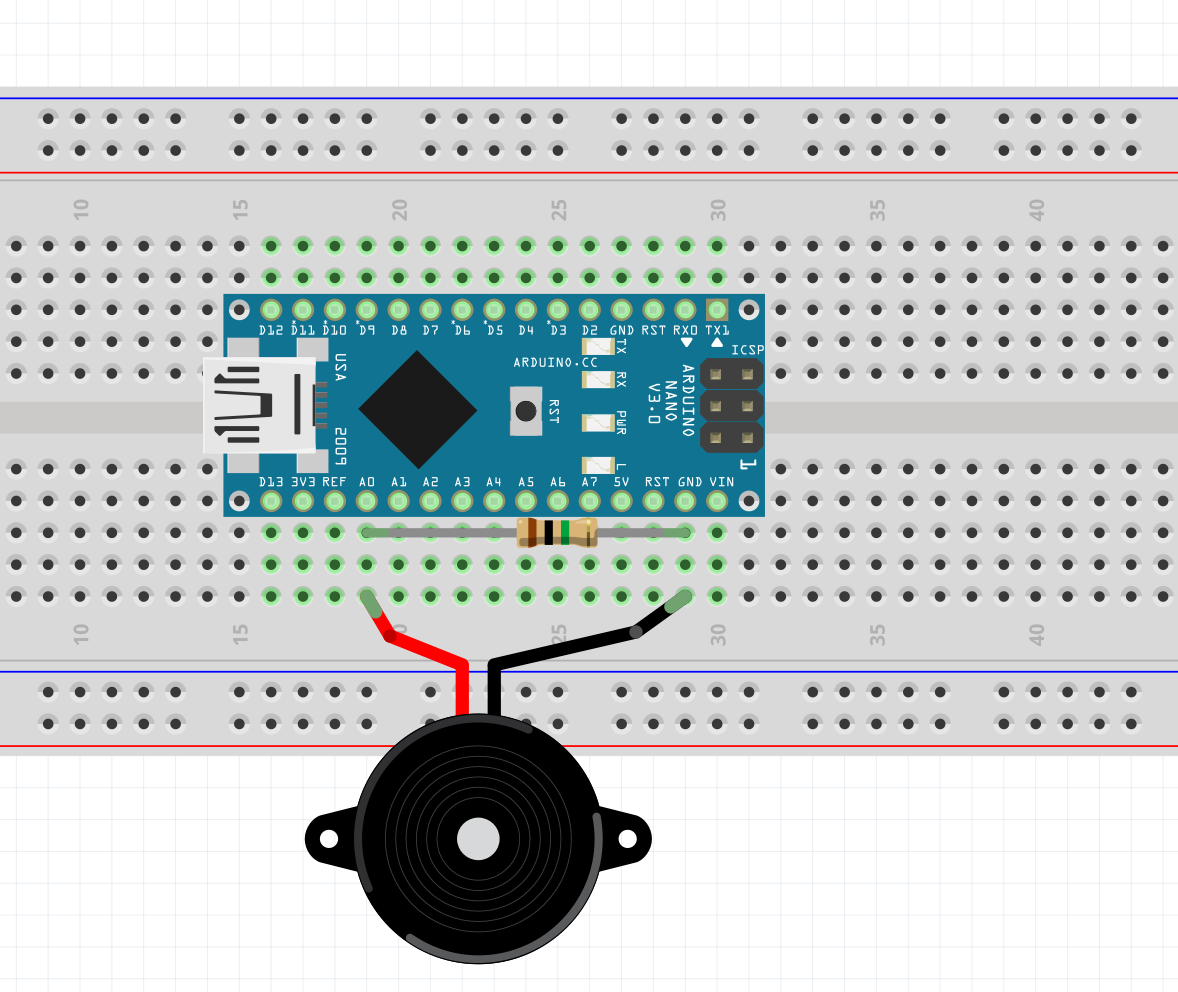 10 15 20 25 30 35 40
D12 *D11 *D10 *D9 D8 D7 *D6 *D5 D4 *D3 D2 GND RST RX0 TX1
USA
ARDUINO.CC
TX
ICSP
RX
RST
PWR
ARDUINO
NANO
V3.0
5009
L
1
D13 3V3 REF A0 A1 A2 A3 A4 A5 A6 A7 5V RST GND VIN
10 15 25 30 35 40